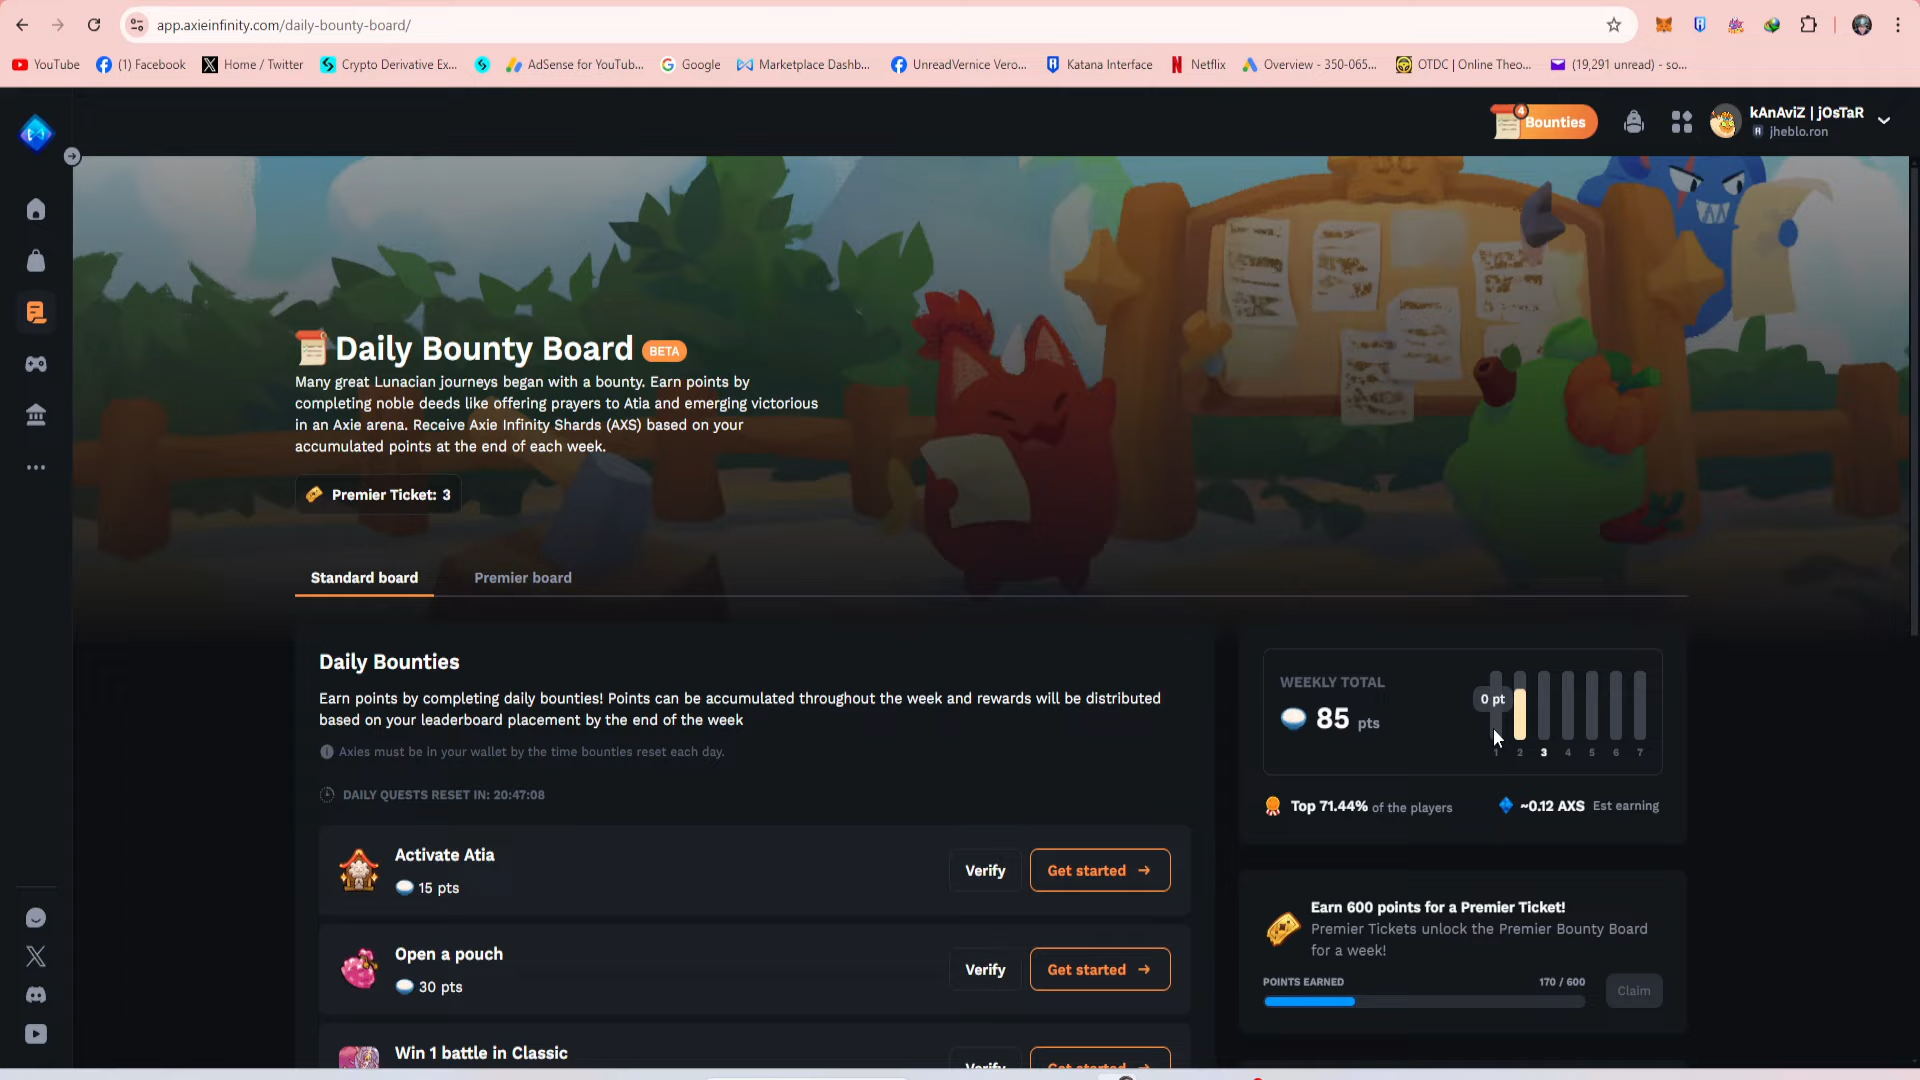 app.axieinfinity.com/daily-bounty-board/
YouTube
(1) Facebook
Home / Twitter
Crypto Derivative Ex...
AdSense for YouTub...
Google
Marketplace Dashb...
UnreadVernice Vero...
Katana Interface
Netflix
Overview - 350-065...
OTDC | Online Theo...
(19,291 unread) - so...
4
Bounties
kAnAviZ | jOsTaR
jheblo.ron
Daily Bounty Board BETA
Many great Lunacian journeys began with a bounty. Earn points by
completing noble deeds like offering prayers to Atia and emerging victorious
in an Axie arena. Receive Axie Infinity Shards (AXS) based on your
accumulated points at the end of each week.
Premier Ticket: 3
Standard board
Premier board
Daily Bounties
Earn points by completing daily bounties! Points can be accumulated throughout the week and rewards will be distributed
based on your leaderboard placement by the end of the week
Axies must be in your wallet by the time bounties reset each day.
DAILY QUESTS RESET IN: 20:47:08
Activate Atia
15 pts
Verify
Get started
Open a pouch
30 pts
Verify
Get started
Win 1 battle in Classic
Verify
Get started
WEEKLY TOTAL
85 pts
0 pt
1 2 3 4 5 6 7
Top 71.44% of the players
~0.12 AXS Est earning
Earn 600 points for a Premier Ticket!
Premier Tickets unlock the Premier Bounty Board
for a week!
POINTS EARNED
170 / 600
Claim